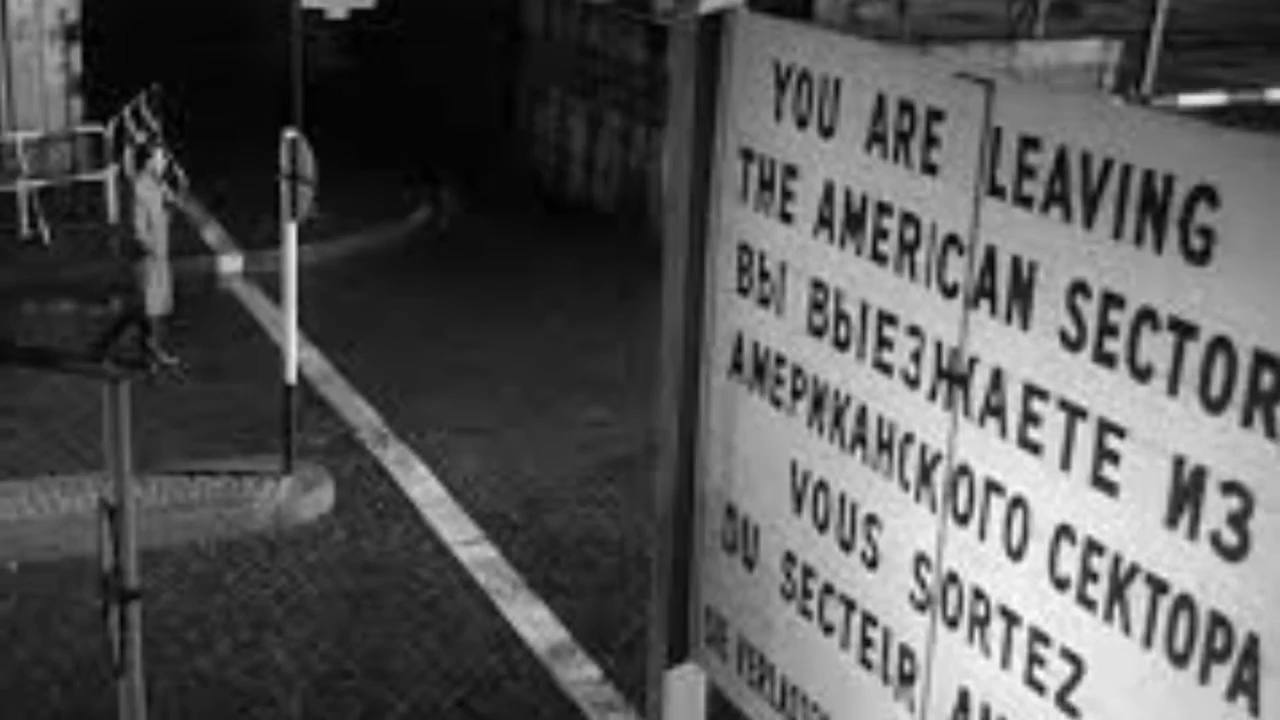 YOU ARE LEAVING
THE AMERICAN SECTOR
ВЫ ВЫЕЗЖАЕТЕ ИЗ
АМЕРИКАНСКОГО СЕКТОРА
VOUS SORTEZ
DU SECTEUR